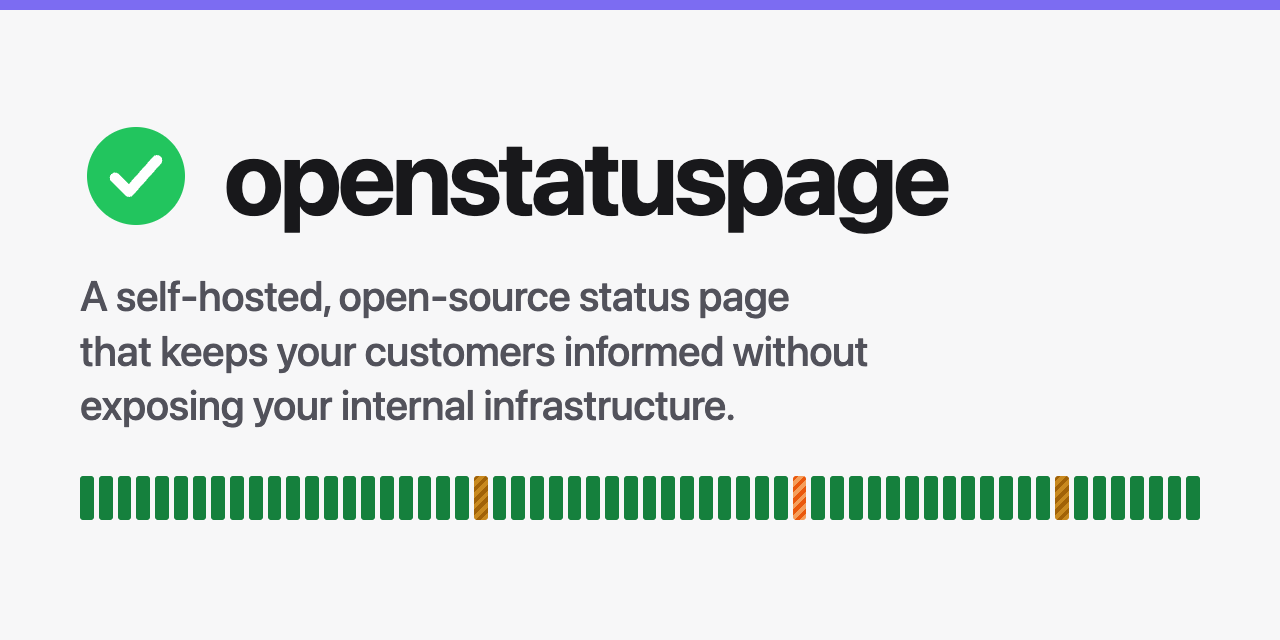 openstatuspage
A self-hosted, open-source status page
that keeps your customers informed without
exposing your internal infrastructure.